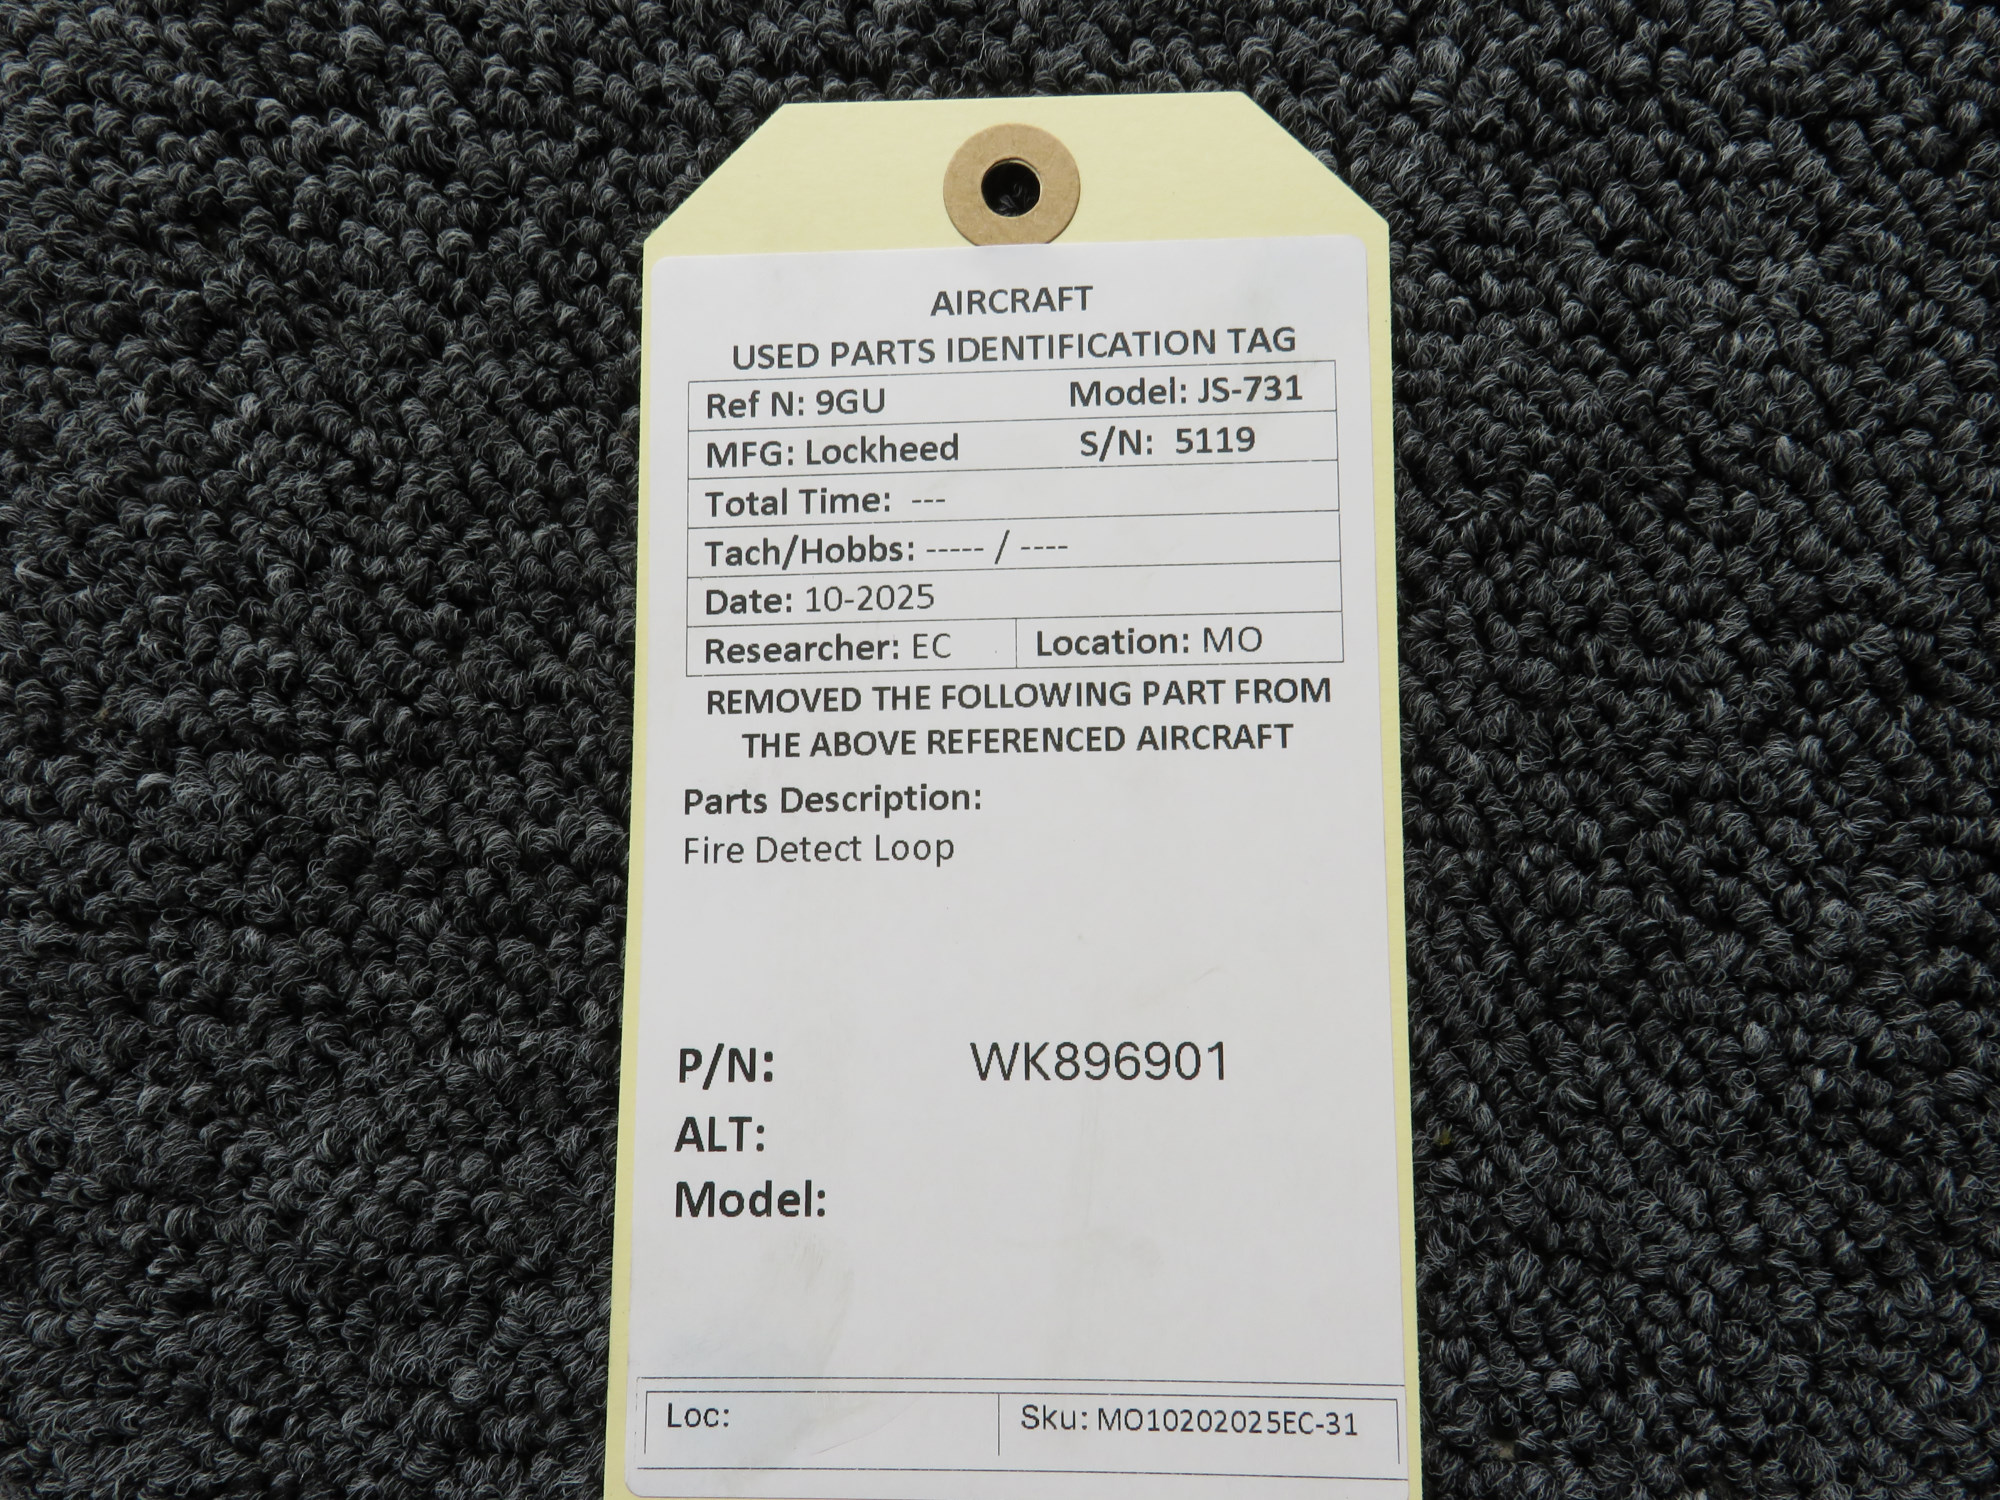 AIRCRAFT
USED PARTS IDENTIFICATION TAG
Ref N: 9GU Model: JS-731
MFG: Lockheed S/N: 5119
Total Time: ---
Tach/Hobbs: ----- / ----
Date: 10-2025
Researcher: EC Location: MO
REMOVED THE FOLLOWING PART FROM
THE ABOVE REFERENCED AIRCRAFT
Parts Description:
Fire Detect Loop
P/N: WK896901
ALT:
Model:
Loc: Sku: MO10202025EC-31